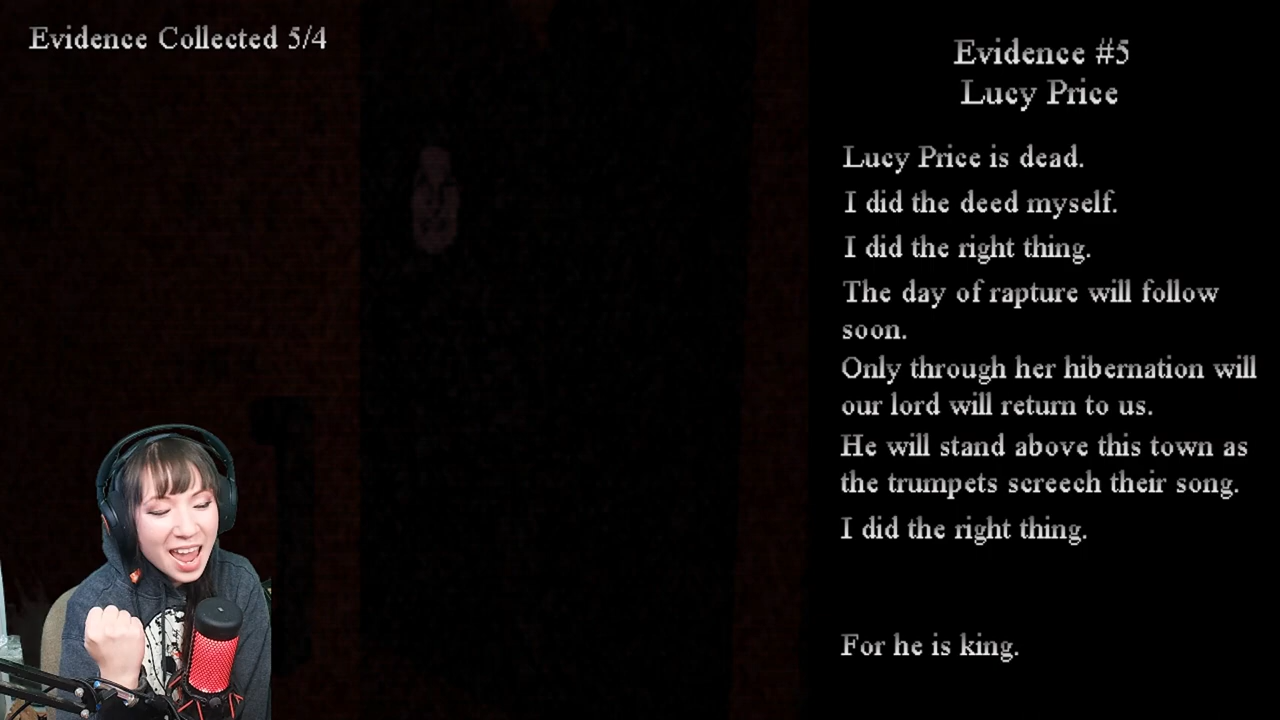 Evidence Collected 5/4
Evidence #5
Lucy Price
Lucy Price is dead.
I did the deed myself.
I did the right thing.
The day of rapture will follow
soon.
Only through her hibernation will
our lord will return to us.
He will stand above this town as
the trumpets screech their song.
I did the right thing.
For he is king.